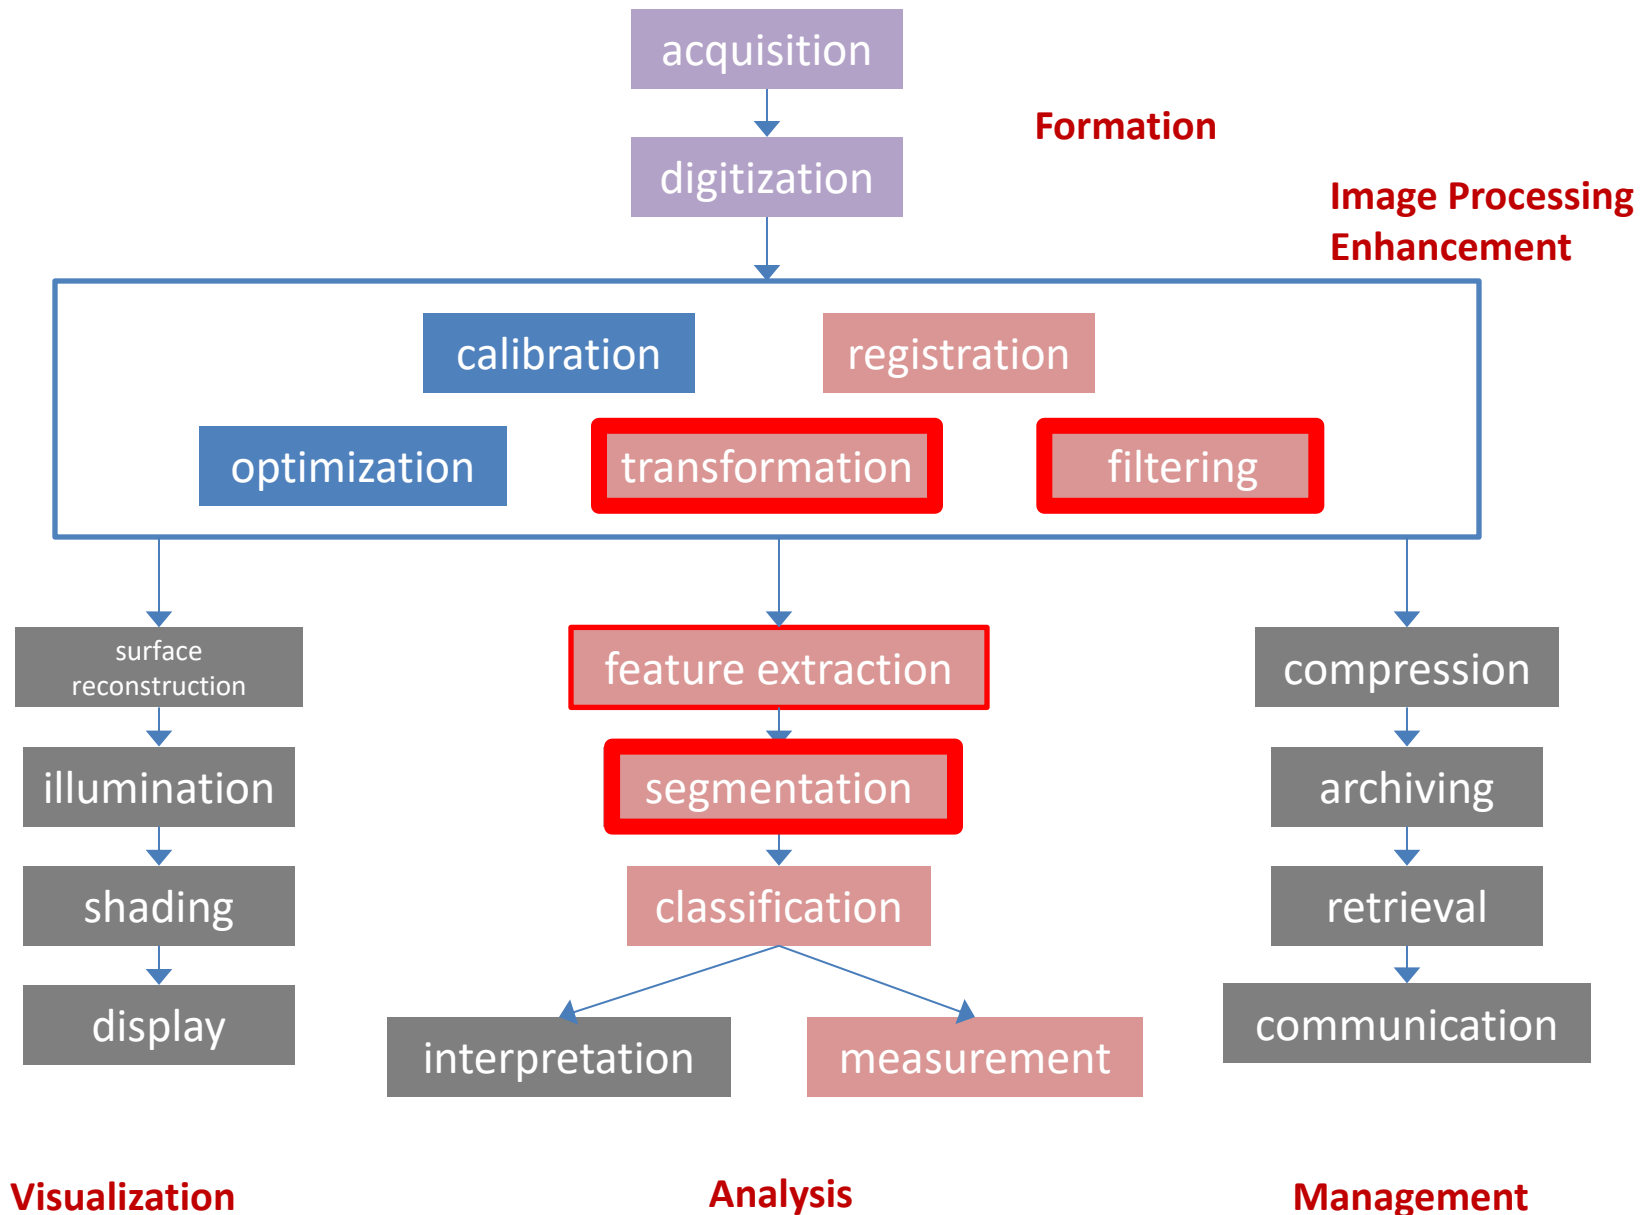 acquisition
Formation
digitization
Image Processing
Enhancement
calibration
registration
optimization
transformation
filtering
surface
reconstruction
illumination
shading
display
feature extraction
segmentation
classification
interpretation
measurement
compression
archiving
retrieval
communication
Visualization
Analysis
Management